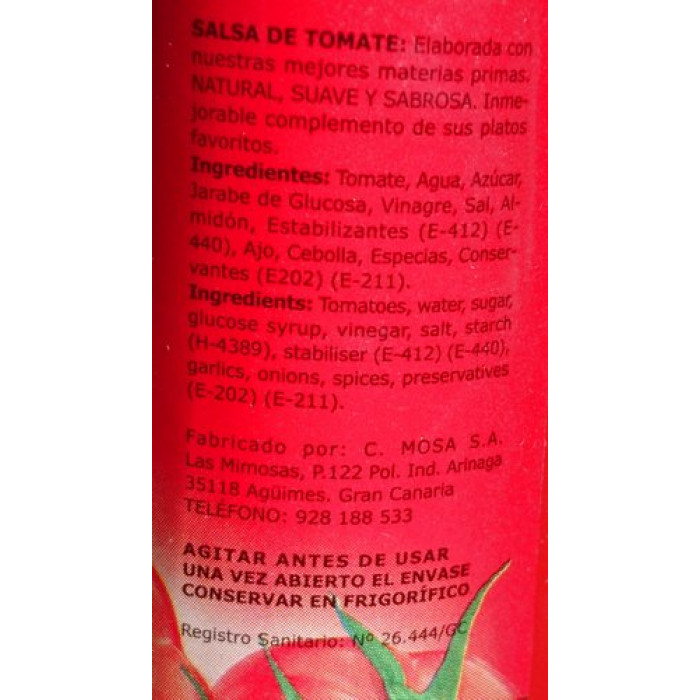 SALSA DE TOMATE: Elaborada con
nuestras mejores materias primas.
NATURAL, SUAVE Y SABROSA. Inme-
jorable complemento de sus platos
favoritos.
Ingredientes: Tomate, Agua, Azúcar,
Jarabe de Glucosa, Vinagre, Sal, Al-
midón, Estabilizantes (E-412) (E-
440), Ajo, Cebolla, Especias, Conser-
vantes (E202) (E-211).
Ingredients: Tomatoes, water, sugar,
glucose syrup, vinegar, salt, starch
(H-4389), stabiliser (E-412) (E-440),
garlics, onions, spices, preservatives
(E-202) (E-211).
Fabricado por: C. MOSA S.A.
Las Mimosas, P.122 Pol. Ind. Arinaga
35118 Agüimes. Gran Canaria
TELÉFONO: 928 188 533
AGITAR ANTES DE USAR
UNA VEZ ABIERTO EL ENVASE
CONSERVAR EN FRIGORÍFICO
Registro Sanitario: Nº 26.444/GC